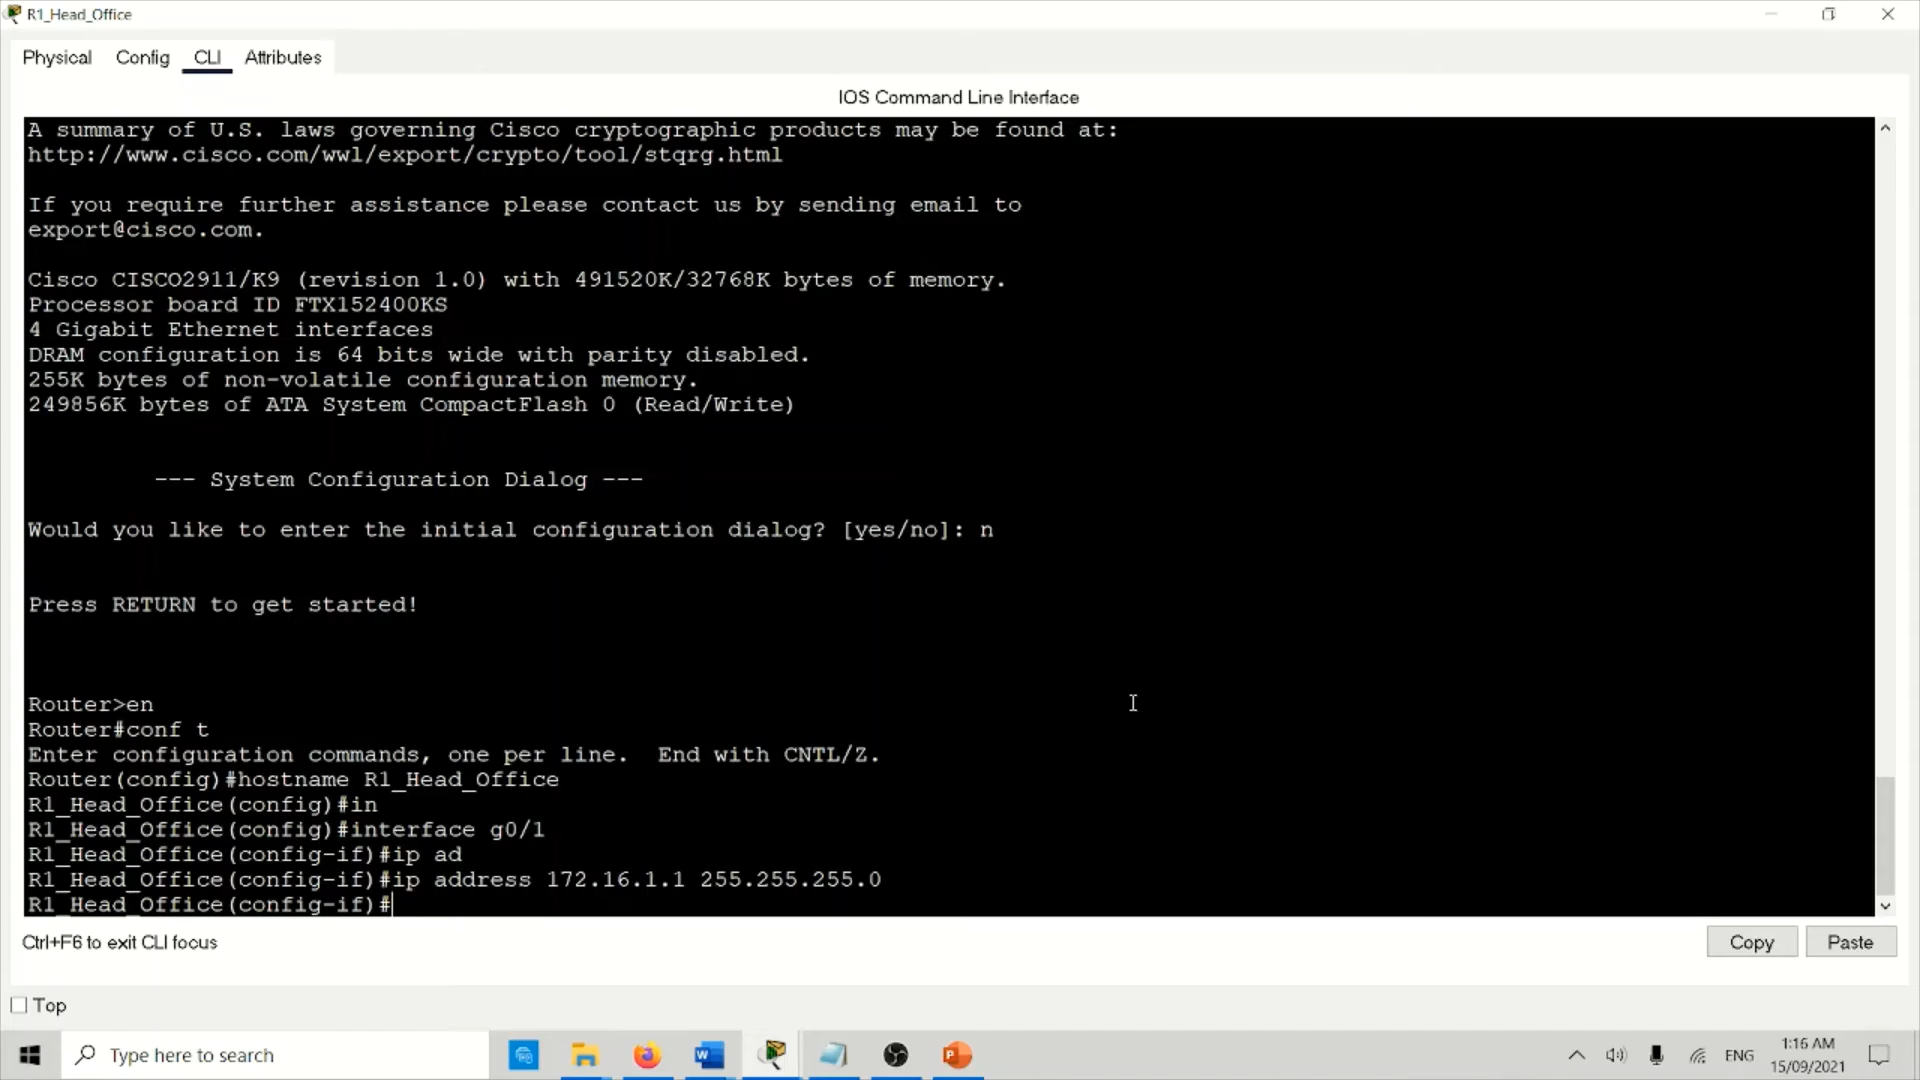 R1_Head_Office
Physical Config CLI Attributes
IOS Command Line Interface
A summary of U.S. laws governing Cisco cryptographic products may be found at:
http://www.cisco.com/wwl/export/crypto/tool/stqrg.html
If you require further assistance please contact us by sending email to
export@cisco.com.
Cisco CISCO2911/K9 (revision 1.0) with 491520K/32768K bytes of memory.
Processor board ID FTX152400KS
4 Gigabit Ethernet interfaces
DRAM configuration is 64 bits wide with parity disabled.
255K bytes of non-volatile configuration memory.
249856K bytes of ATA System CompactFlash 0 (Read/Write)
--- System Configuration Dialog ---
Would you like to enter the initial configuration dialog? [yes/no]: n
Press RETURN to get started!
Router>en
Router#conf t
Enter configuration commands, one per line.  End with CNTL/Z.
Router(config)#hostname R1_Head_Office
R1_Head_Office(config)#in
R1_Head_Office(config)#interface g0/1
R1_Head_Office(config-if)#ip ad
R1_Head_Office(config-if)#ip address 172.16.1.1 255.255.255.0
R1_Head_Office(config-if)#
Ctrl+F6 to exit CLI focus
Copy Paste
Top
Type here to search
ENG
1:16 AM
15/09/2021